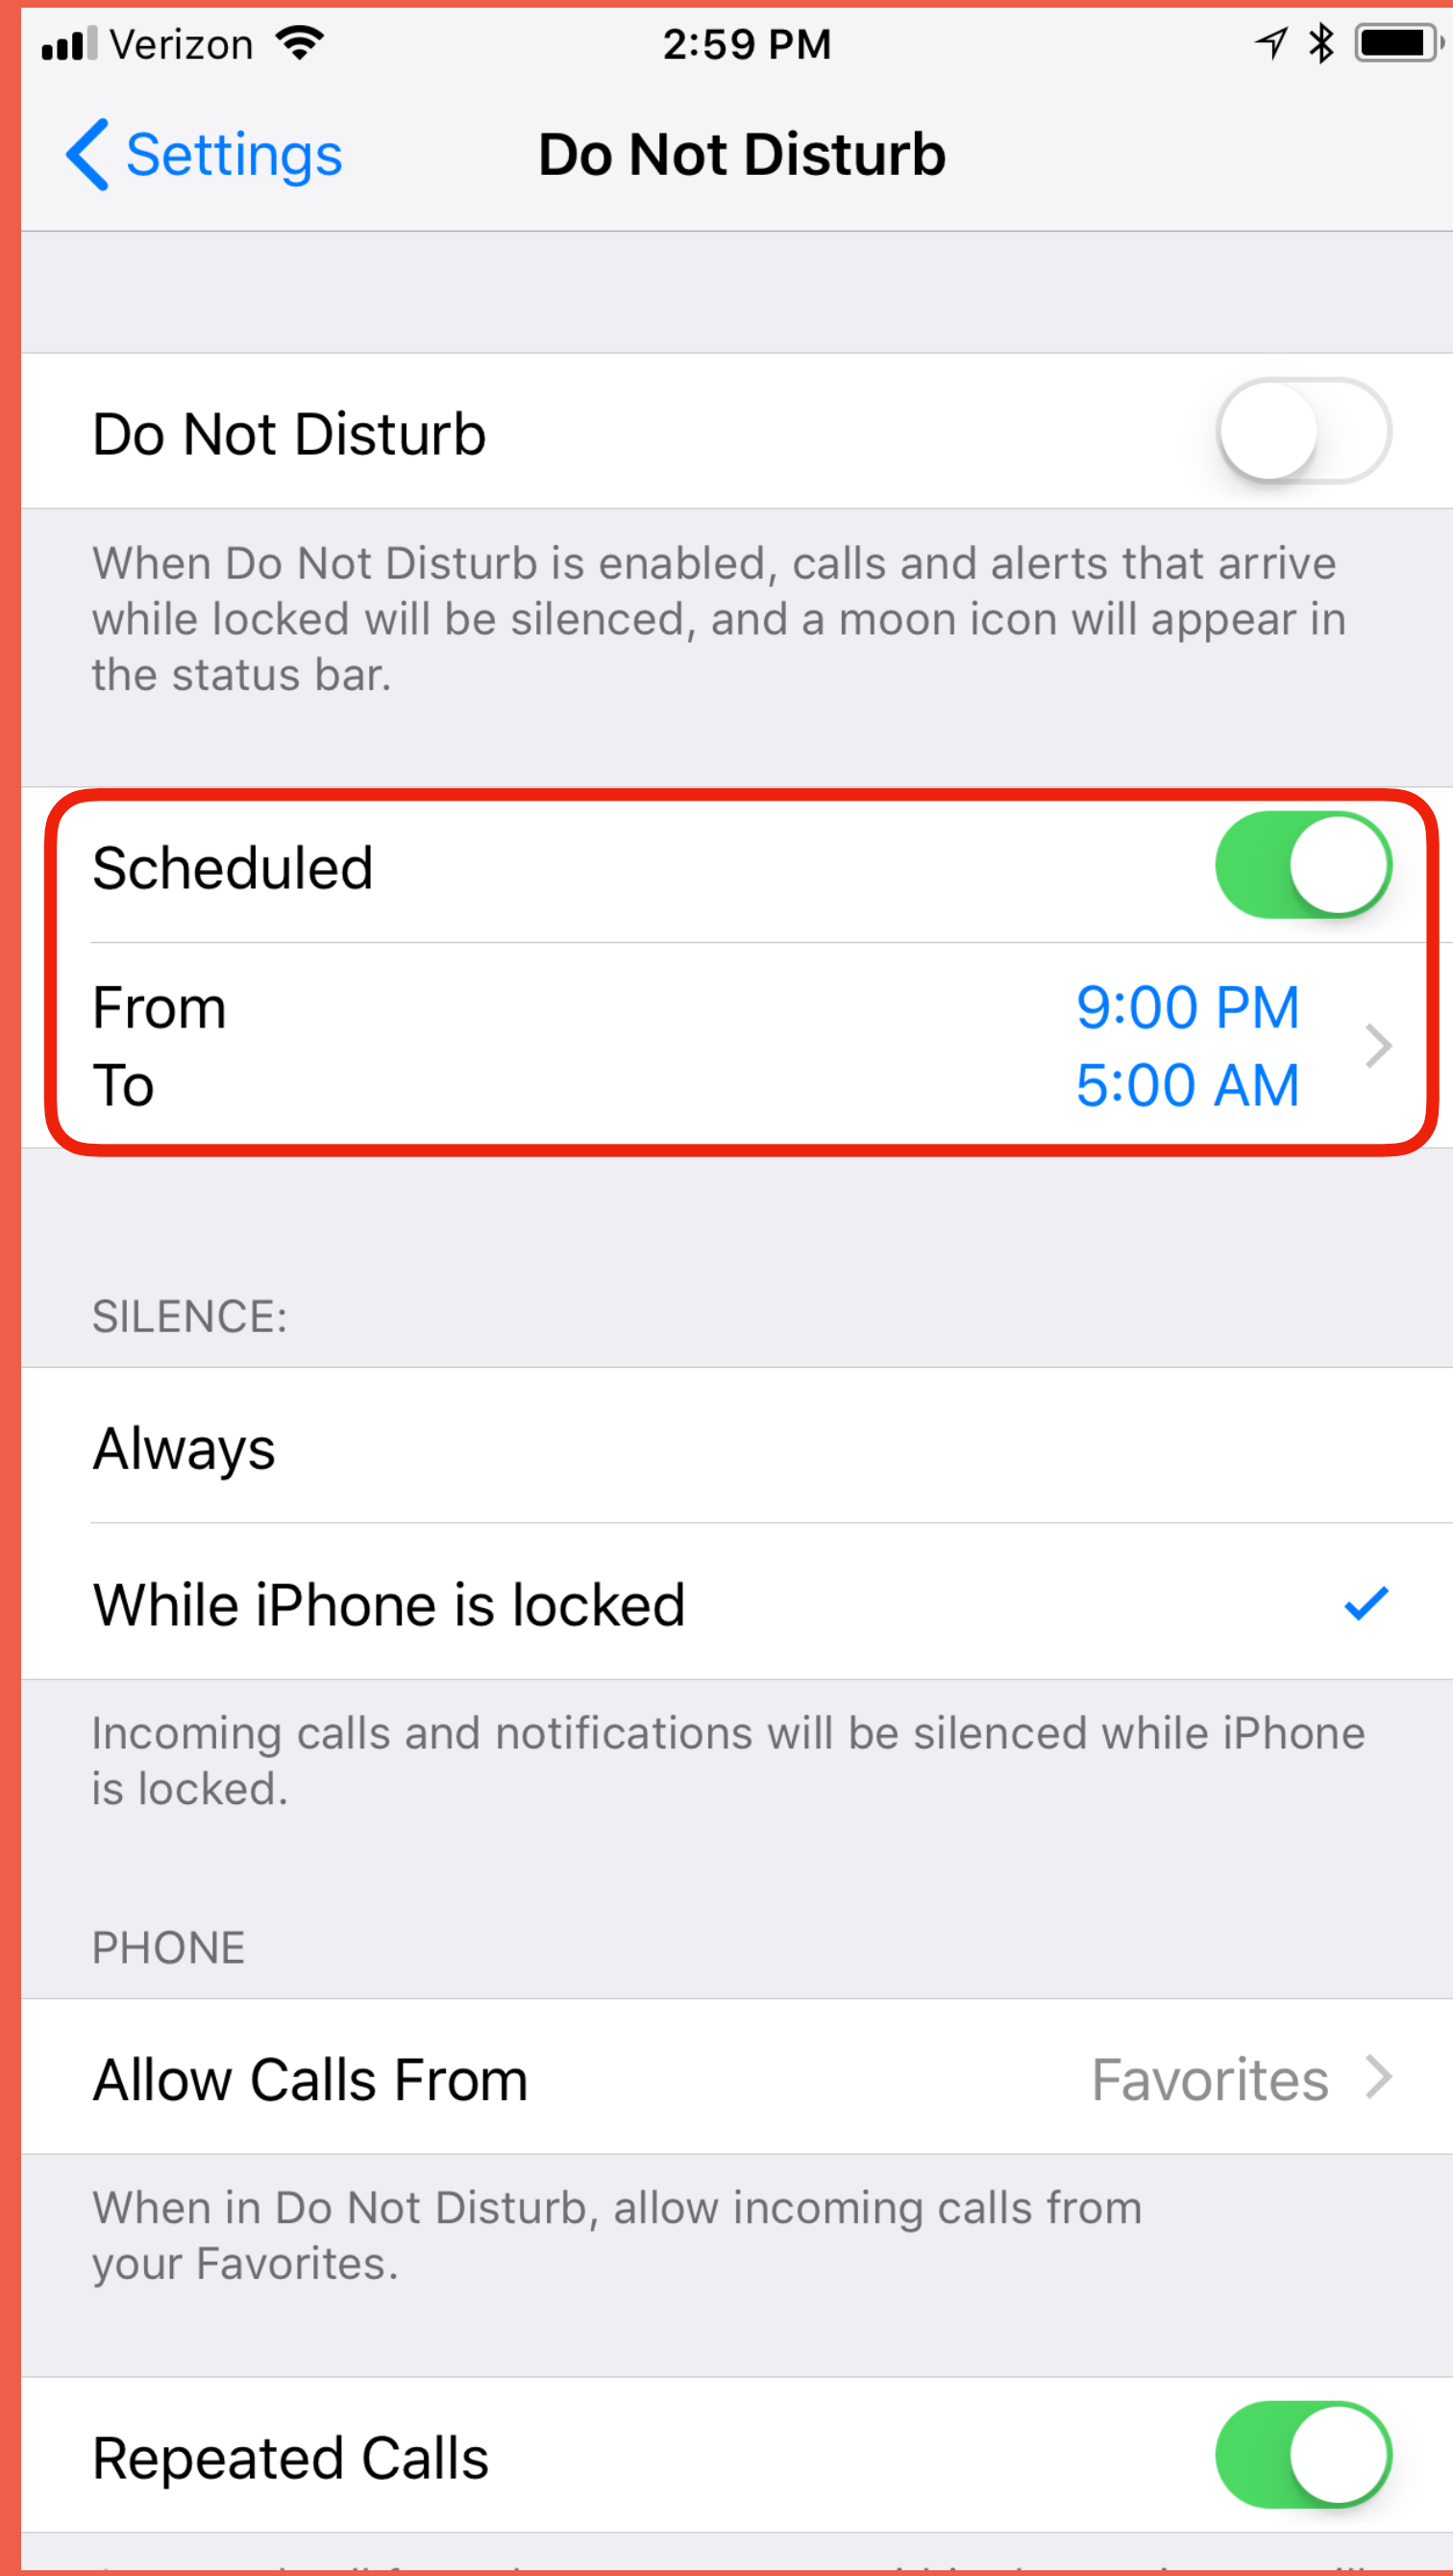 Verizon 2:59 PM
Settings Do Not Disturb
Do Not Disturb
When Do Not Disturb is enabled, calls and alerts that arrive
while locked will be silenced, and a moon icon will appear in
the status bar.
Scheduled
From 9:00 PM
To 5:00 AM
SILENCE:
Always
While iPhone is locked
Incoming calls and notifications will be silenced while iPhone
is locked.
PHONE
Allow Calls From Favorites
When in Do Not Disturb, allow incoming calls from
your Favorites.
Repeated Calls